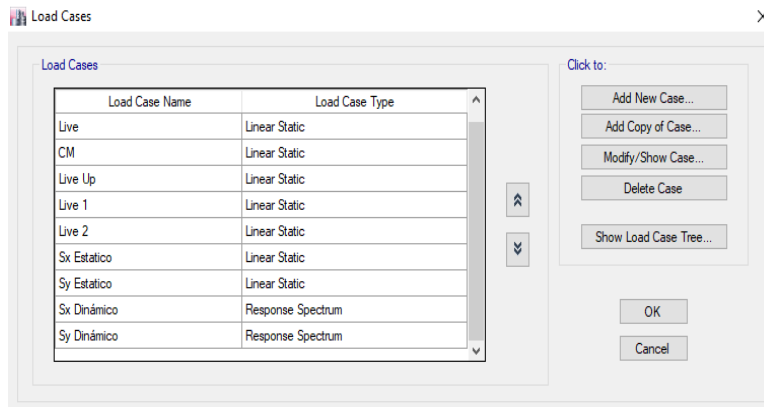 Load Cases
Load Cases
Load Case Name Load Case Type
Live Linear Static
CM Linear Static
Live Up Linear Static
Live 1 Linear Static
Live 2 Linear Static
Sx Estatico Linear Static
Sy Estatico Linear Static
Sx Dinámico Response Spectrum
Sy Dinámico Response Spectrum
Click to:
Add New Case...
Add Copy of Case...
Modify/Show Case...
Delete Case
Show Load Case Tree...
OK
Cancel